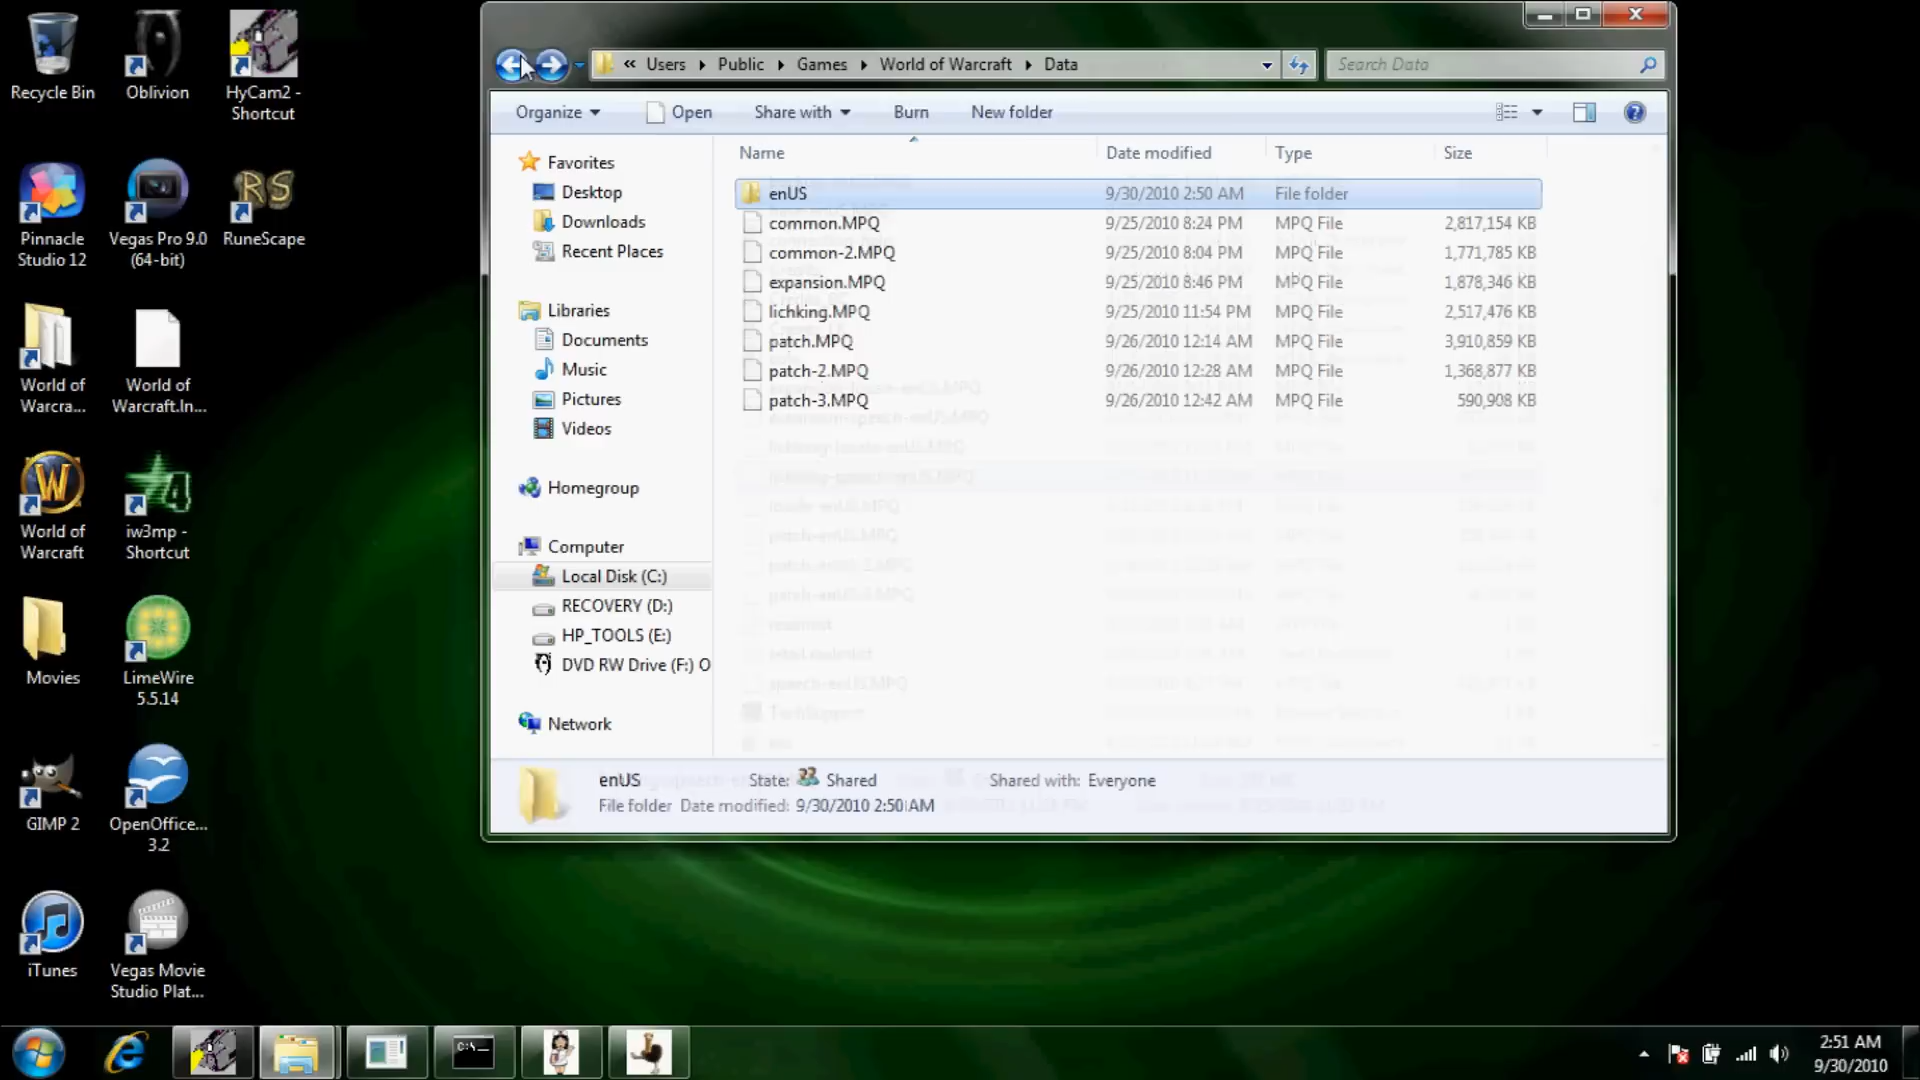 Recycle Bin
Oblivion
HyCam2 -
Shortcut
Pinnacle
Studio 12
Vegas Pro 9.0
(64-bit)
RS
RuneScape
World of
Warcra...
World of
Warcraft.In...
W
World of
Warcraft
4
iw3mp -
Shortcut
Movies
LimeWire
5.5.14
GIMP 2
OpenOffice...
3.2
iTunes
Vegas Movie
Studio Plat...
« Users Public Games World of Warcraft Data
Search Data
Organize
Open
Share with
Burn
New folder
Favorites
Desktop
Downloads
Recent Places
Libraries
Documents
Music
Pictures
Videos
Homegroup
Computer
Local Disk (C:)
RECOVERY (D:)
HP_TOOLS (E:)
DVD RW Drive (F:) O
Network
Name Date modified Type Size
enUS 9/30/2010 2:50 AM File folder
common.MPQ 9/25/2010 8:24 PM MPQ File 2,817,154 KB
common-2.MPQ 9/25/2010 8:04 PM MPQ File 1,771,785 KB
expansion.MPQ 9/25/2010 8:46 PM MPQ File 1,878,346 KB
lichking.MPQ 9/25/2010 11:54 PM MPQ File 2,517,476 KB
patch.MPQ 9/26/2010 12:14 AM MPQ File 3,910,859 KB
patch-2.MPQ 9/26/2010 12:28 AM MPQ File 1,368,877 KB
patch-3.MPQ 9/26/2010 12:42 AM MPQ File 590,908 KB
enUS State: Shared Shared with: Everyone
File folder Date modified: 9/30/2010 2:50 AM
C:\
2:51 AM
9/30/2010